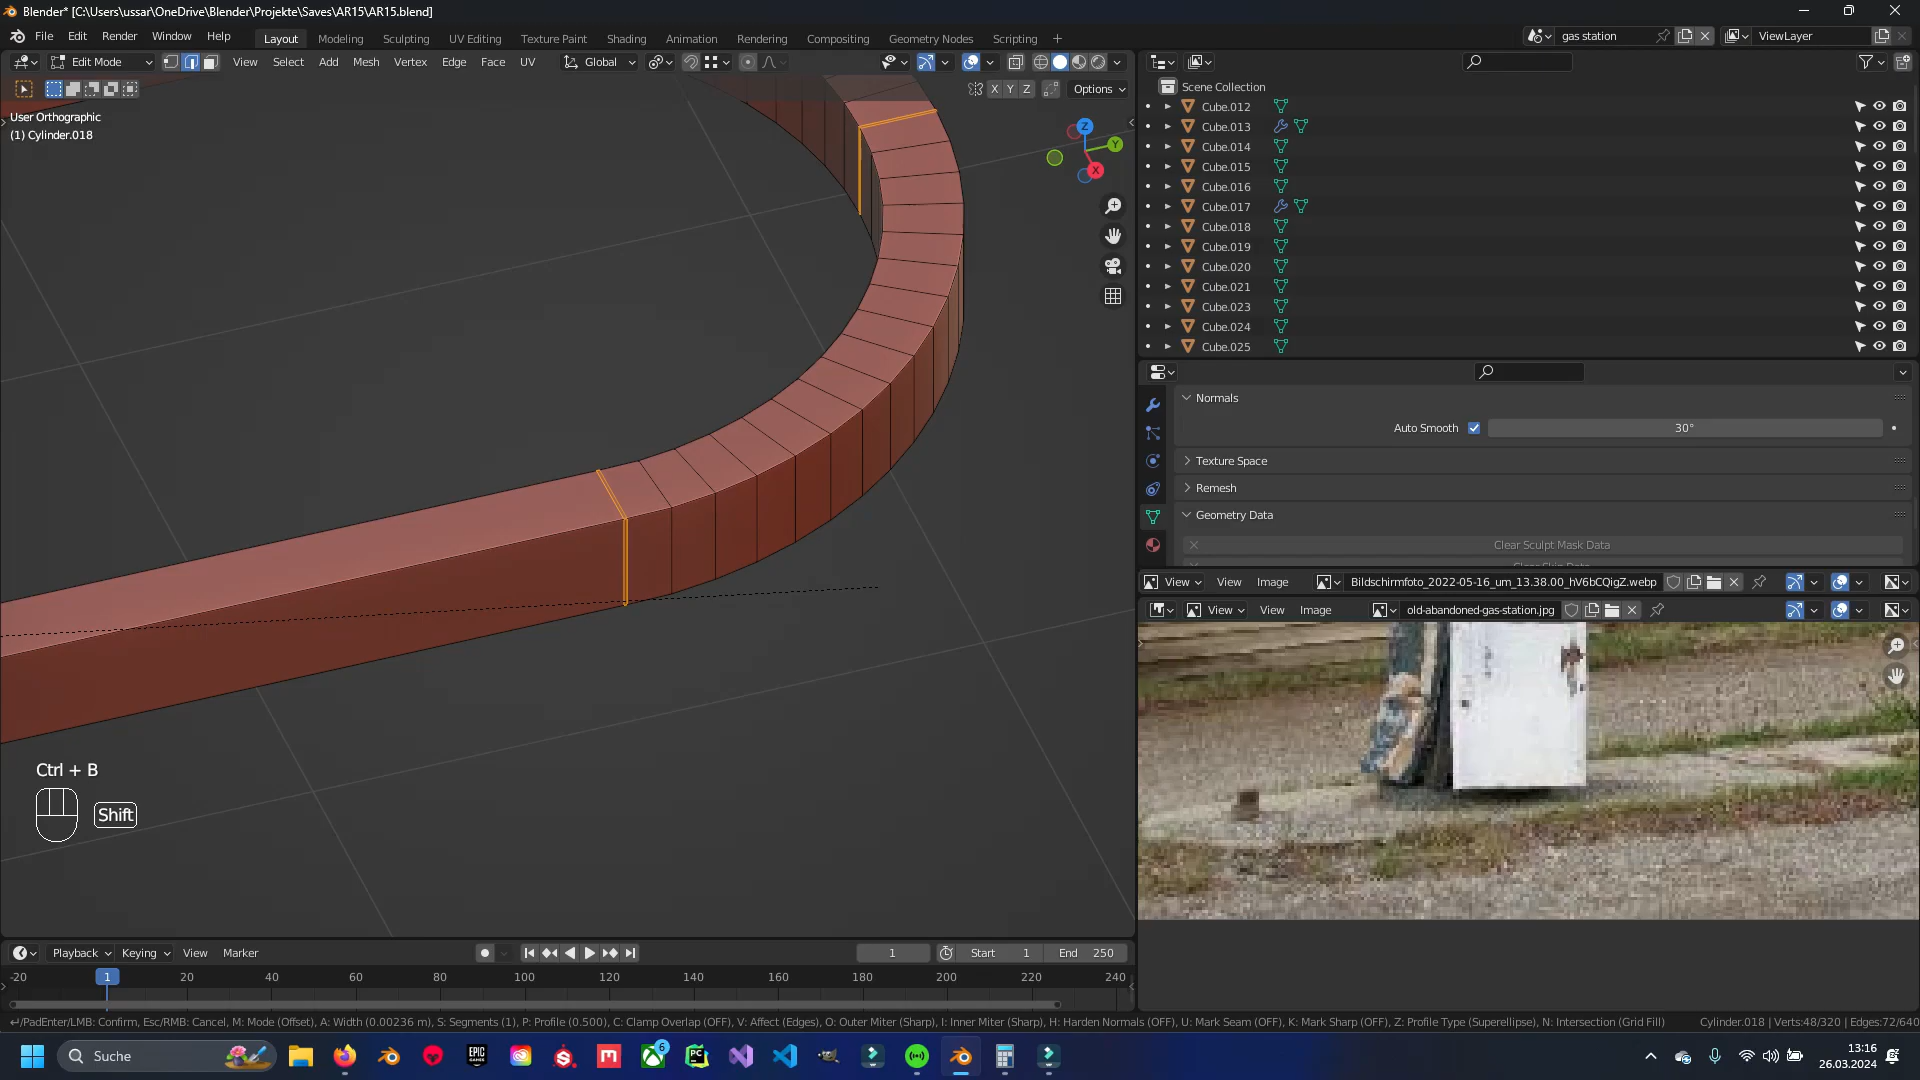 Blender* [C:\Users\ussar\OneDrive\Blender\Projekte\Saves\AR15\AR15.blend]
File Edit Render Window Help Layout Modeling Sculpting UV Editing Texture Paint Shading Animation Rendering Compositing Geometry Nodes Scripting + gas station ViewLayer
Edit Mode View Select Add Mesh Vertex Edge Face UV Global
X Y Z Options
User Orthographic
(1) Cylinder.018
Z
Y
X
Scene Collection
Cube.012
Cube.013
Cube.014
Cube.015
Cube.016
Cube.017
Cube.018
Cube.019
Cube.020
Cube.021
Cube.023
Cube.024
Cube.025
Normals
Auto Smooth 30°
Texture Space
Remesh
Geometry Data
Clear Sculpt Mask Data
View View Image Bildschirmfoto_2022-05-16_um_13.38.00_hV6bCQigZ.webp
View View Image old-abandoned-gas-station.jpg
Ctrl + B
Shift
Playback Keying View Marker 1 Start 1 End 250
-20 1 20 40 60 80 100 120 140 160 180 200 220 240
/PadEnter/LMB: Confirm, Esc/RMB: Cancel, M: Mode (Offset), A: Width (0.00236 m), S: Segments (1), P: Profile (0.500), C: Clamp Overlap (OFF), V: Affect (Edges), O: Outer Miter (Sharp), I: Inner Miter (Sharp), H: Harden Normals (OFF), U: Mark Seam (OFF), K: Mark Sharp (OFF), Z: Profile Type (Superellipse), N: Intersection (Grid Fill) Cylinder.018 | Verts:48/320 | Edges:72/640
Suche EPIC GAMES 6 PC 13:16
26.03.2024